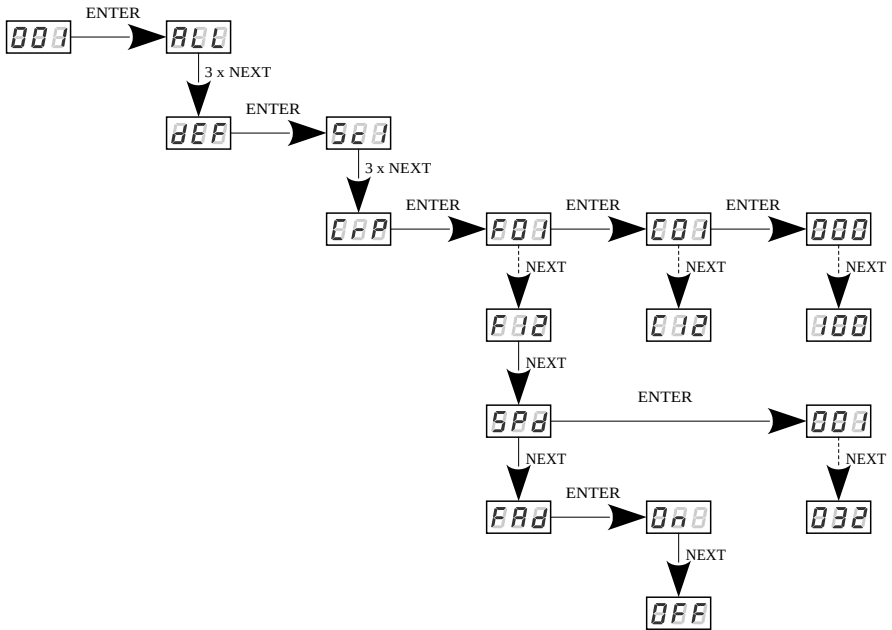 ENTER
001 ALL
3 x NEXT
ENTER
dEF Sc1
3 x NEXT
ENTER ENTER ENTER
CrP F01 C01 000
NEXT NEXT NEXT
F12 C12 100
NEXT
ENTER
SPd 001
NEXT NEXT
ENTER
FAd On 032
NEXT
OFF